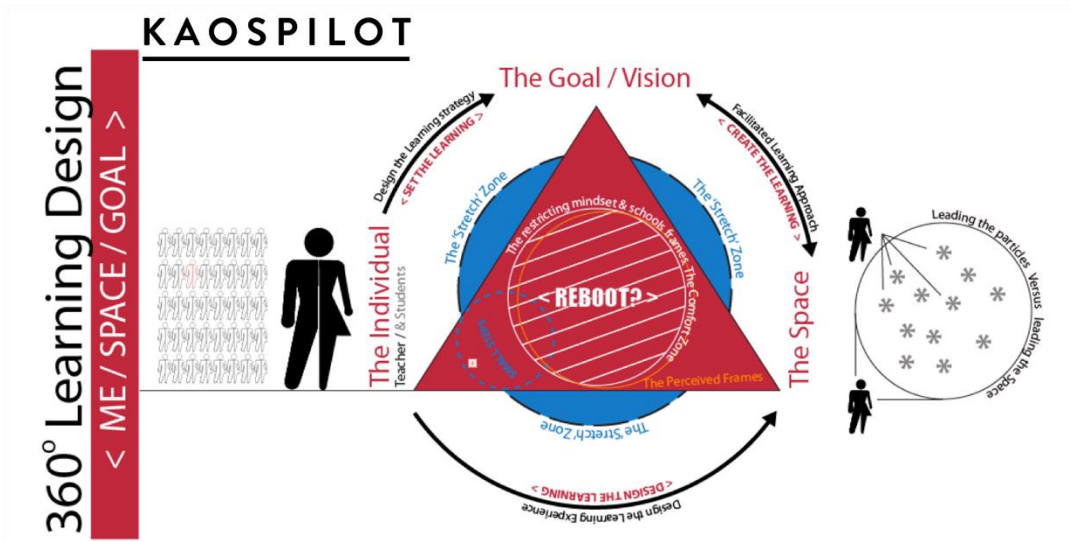 KAOSPILOT
360° Learning Design
< ME / SPACE / GOAL >
The Goal / Vision
Design the Learning strategy
< SET THE LEARNING >
Facilitated Learning Approach
< CREATE THE LEARNING >
The 'Stretch' Zone
The 'Stretch' Zone
The restricting mindset & schools frames. The Comfort Zone
< REBOOT? >
SMALL STEPS
The Perceived Frames
The Individual
Teacher / & Students
The Space
The 'Stretch' Zone
< DESIGN THE LEARNING >
Design the Learning Experience
Leading the particles Versus leading the Space